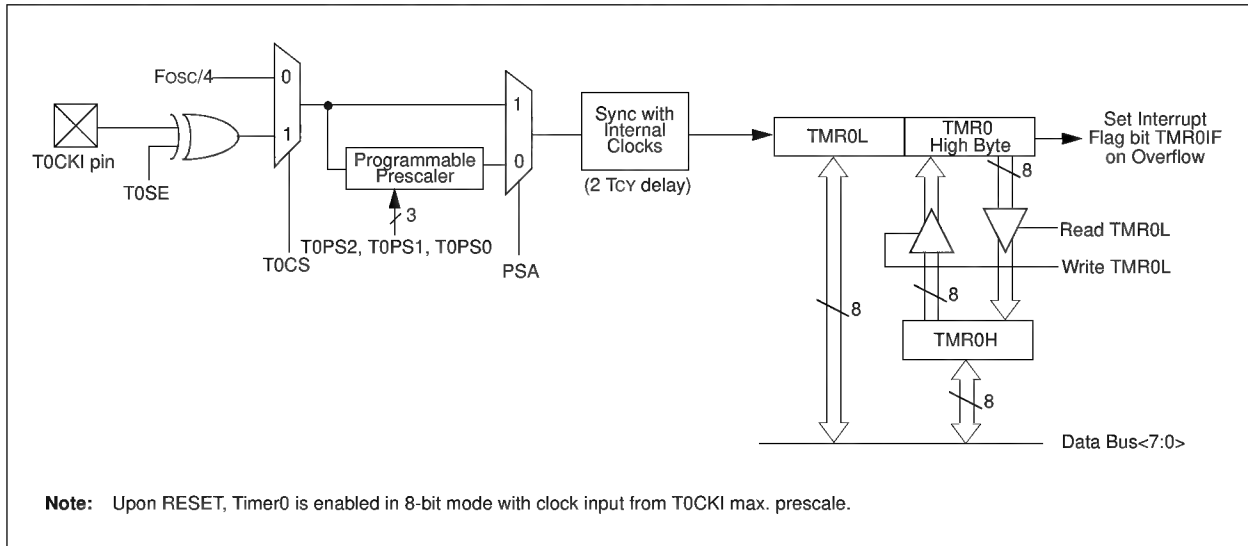 FOSC/4
0
1
T0CKI pin
T0SE
T0CS
Programmable
Prescaler
3
T0PS2, T0PS1, T0PS0
1
0
PSA
Sync with
Internal
Clocks
(2 TCY delay)
TMR0L
TMR0
High Byte
Set Interrupt
Flag bit TMR0IF
on Overflow
8
Read TMR0L
Write TMR0L
8
8
TMR0H
8
Data Bus<7:0>
Note: Upon RESET, Timer0 is enabled in 8-bit mode with clock input from T0CKI max. prescale.